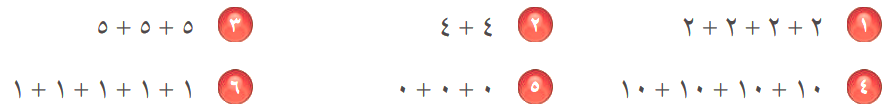 ١ ٢ + ٢ + ٢ + ٢ ٢ ٤ + ٤ ٣ ٥ + ٥ + ٥
٤ ١٠ + ١٠ + ١٠ + ١٠ ٥ ٠ + ٠ + ٠ ٦ ١ + ١ + ١ + ١ + ١